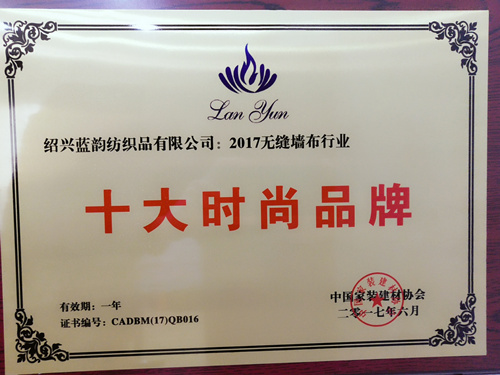 Lan Yun
绍兴蓝韵纺织品有限公司：2017无缝墙布行业
十大时尚品牌
有效期：一年
证书编号：CADBM(17)QB016
中国家装建材协会
二零一七年六月